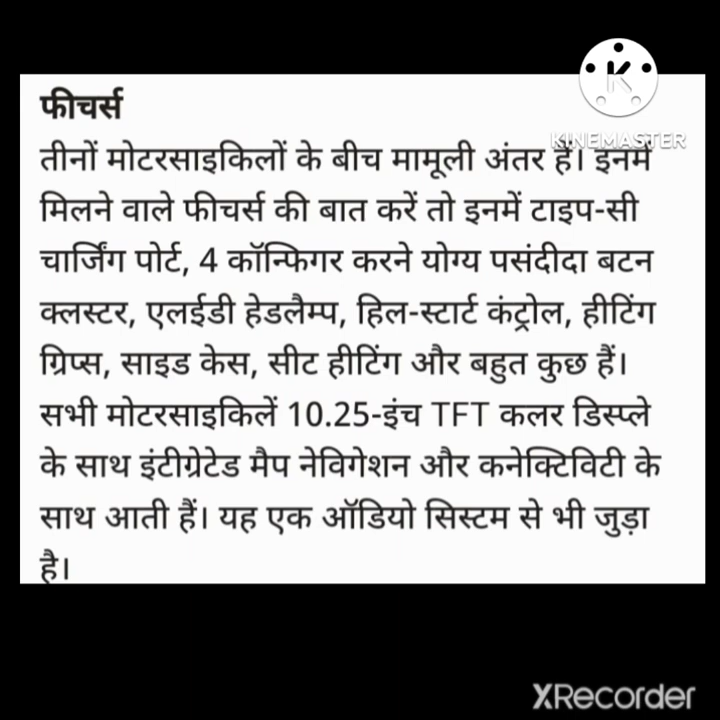 फीचर्स
KINEMASTER
तीनों मोटरसाइकिलों के बीच मामूली अंतर हैं। इनमें
मिलने वाले फीचर्स की बात करें तो इनमें टाइप-सी
चार्जिंग पोर्ट, 4 कॉन्फिगर करने योग्य पसंदीदा बटन
क्लस्टर, एलईडी हेडलैम्प, हिल-स्टार्ट कंट्रोल, हीटिंग
ग्रिप्स, साइड केस, सीट हीटिंग और बहुत कुछ हैं।
सभी मोटरसाइकिलें 10.25-इंच TFT कलर डिस्प्ले
के साथ इंटीग्रेटेड मैप नेविगेशन और कनेक्टिविटी के
साथ आती हैं। यह एक ऑडियो सिस्टम से भी जुड़ा
है।
XRecorder